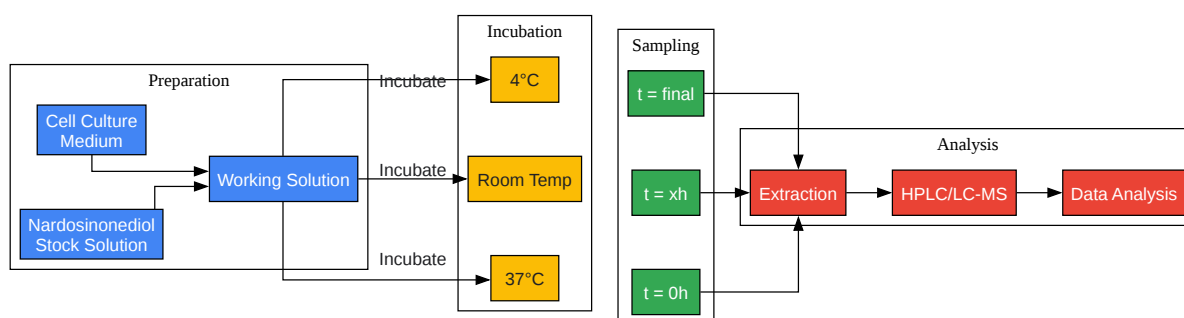 Preparation
Cell Culture
Medium
Nardosinonediol
Stock Solution
Working Solution
Incubate
Incubate
Incubate
Incubation
4°C
Room Temp
37°C
Sampling
t = final
t = xh
t = 0h
Analysis
Extraction
HPLC/LC-MS
Data Analysis